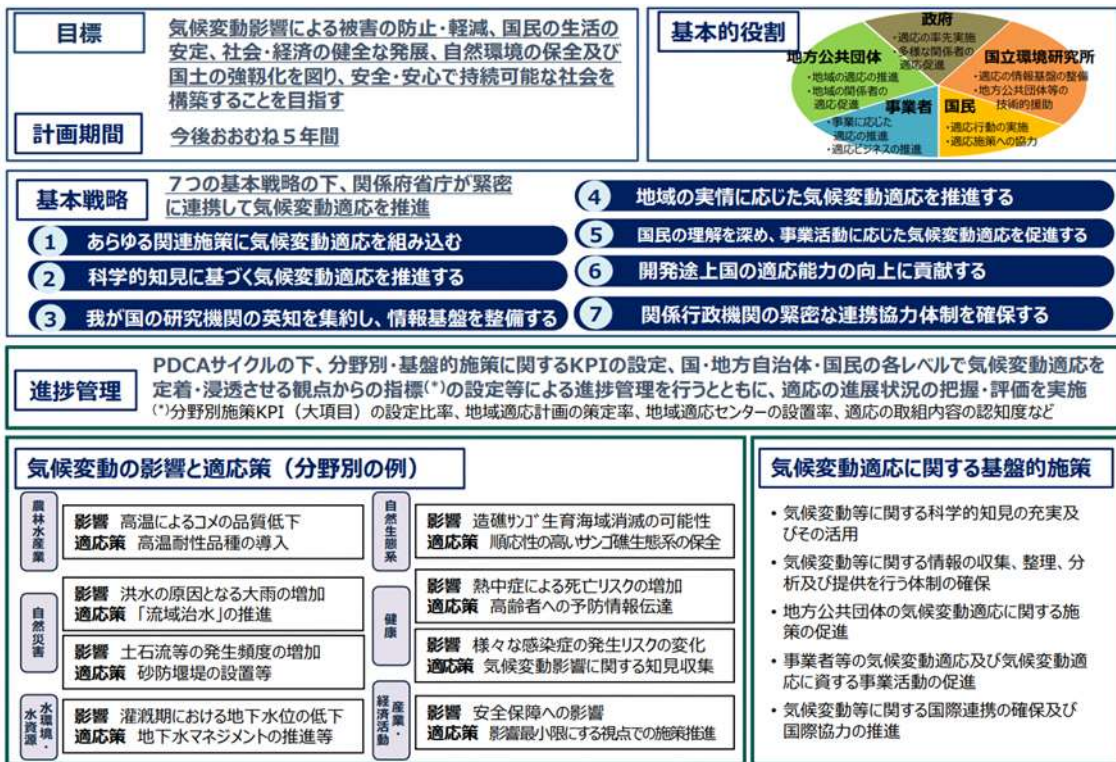 目標
気候変動影響による被害の防止・軽減、国民の生活の
安定、社会・経済の健全な発展、自然環境の保全及び
国土の強靱化を図り、安全・安心で持続可能な社会を
構築することを目指す
計画期間
今後おおむね５年間
基本的役割
政府
・適応の率先実施
・多様な関係者の
適応促進
地方公共団体
・地域の適応の推進
・地域の関係者の
適応促進
国立環境研究所
・適応の情報基盤の整備
・地方公共団体等の
技術的援助
事業者
・事業に応じた
適応の推進
・適応ビジネスの推進
国民
・適応行動の実施
・適応施策への協力
基本戦略
７つの基本戦略の下、関係府省庁が緊密
に連携して気候変動適応を推進
1 あらゆる関連施策に気候変動適応を組み込む
2 科学的知見に基づく気候変動適応を推進する
3 我が国の研究機関の英知を集約し、情報基盤を整備する
4 地域の実情に応じた気候変動適応を推進する
5 国民の理解を深め、事業活動に応じた気候変動適応を促進する
6 開発途上国の適応能力の向上に貢献する
7 関係行政機関の緊密な連携協力体制を確保する
進捗管理
PDCAサイクルの下、分野別・基盤的施策に関するKPIの設定、国・地方自治体・国民の各レベルで気候変動適応を
定着・浸透させる観点からの指標(*)の設定等による進捗管理を行うとともに、適応の進展状況の把握・評価を実施
(*)分野別施策KPI（大項目）の設定比率、地域適応計画の策定率、地域適応センターの設置率、適応の取組内容の認知度など
気候変動の影響と適応策（分野別の例）
農林水産業
影響 高温によるコメの品質低下
適応策 高温耐性品種の導入
自然災害
影響 洪水の原因となる大雨の増加
適応策 「流域治水」の推進
影響 土石流等の発生頻度の増加
適応策 砂防堰堤の設置等
水環境・
水資源
影響 灌漑期における地下水位の低下
適応策 地下水マネジメントの推進等
自然生態系
影響 造礁サンゴ生育海域消滅の可能性
適応策 順応性の高いサンゴ礁生態系の保全
健康
影響 熱中症による死亡リスクの増加
適応策 高齢者への予防情報伝達
影響 様々な感染症の発生リスクの変化
適応策 気候変動影響に関する知見収集
産業・
経済活動
影響 安全保障への影響
適応策 影響最小限にする視点での施策推進
気候変動適応に関する基盤的施策
• 気候変動等に関する科学的知見の充実及
びその活用
• 気候変動等に関する情報の収集、整理、分
析及び提供を行う体制の確保
• 地方公共団体の気候変動適応に関する施
策の促進
• 事業者等の気候変動適応及び気候変動適
応に資する事業活動の促進
• 気候変動等に関する国際連携の確保及び
国際協力の推進